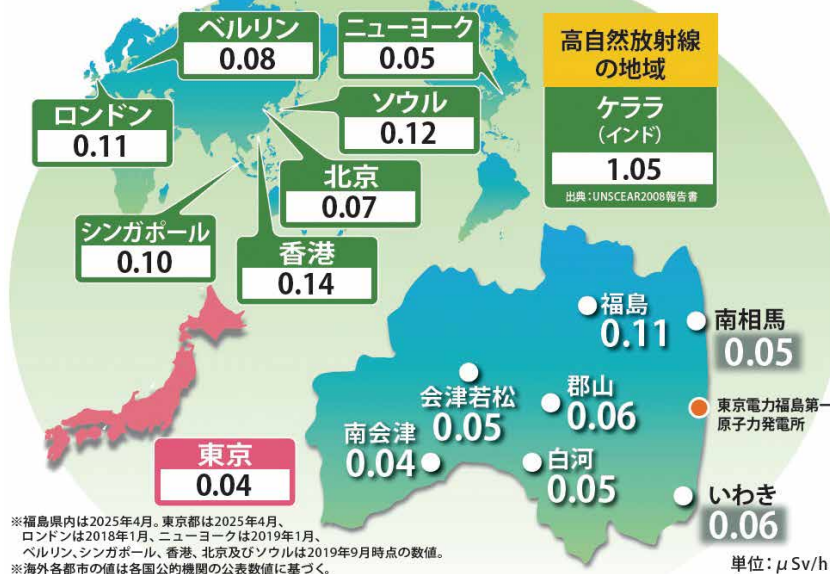 ベルリン
0.08
ニューヨーク
0.05
高自然放射線
の地域
ケララ
(インド)
1.05
出典:UNSCEAR2008報告書
ロンドン
0.11
ソウル
0.12
北京
0.07
シンガポール
0.10
香港
0.14
福島
0.11
南相馬
0.05
会津若松
0.05
郡山
0.06
東京電力福島第一
原子力発電所
南会津
0.04
白河
0.05
いわき
0.06
東京
0.04
※福島県内は2025年4月。東京都は2025年4月、
ロンドンは2018年1月、ニューヨークは2019年1月、
ベルリン、シンガポール、香港、北京及びソウルは2019年9月時点の数値。
※海外各都市の値は各国公的機関の公表数値に基づく。
単位:μSv/h